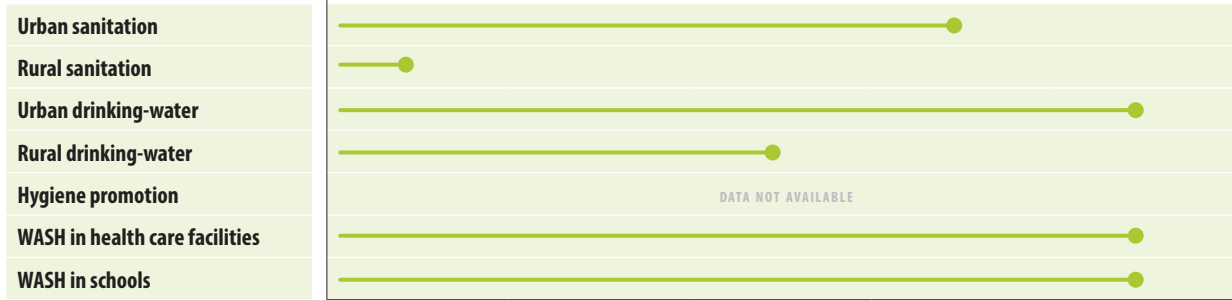 Urban sanitation
Rural sanitation
Urban drinking-water
Rural drinking-water
Hygiene promotion
DATA NOT AVAILABLE
WASH in health care facilities
WASH in schools